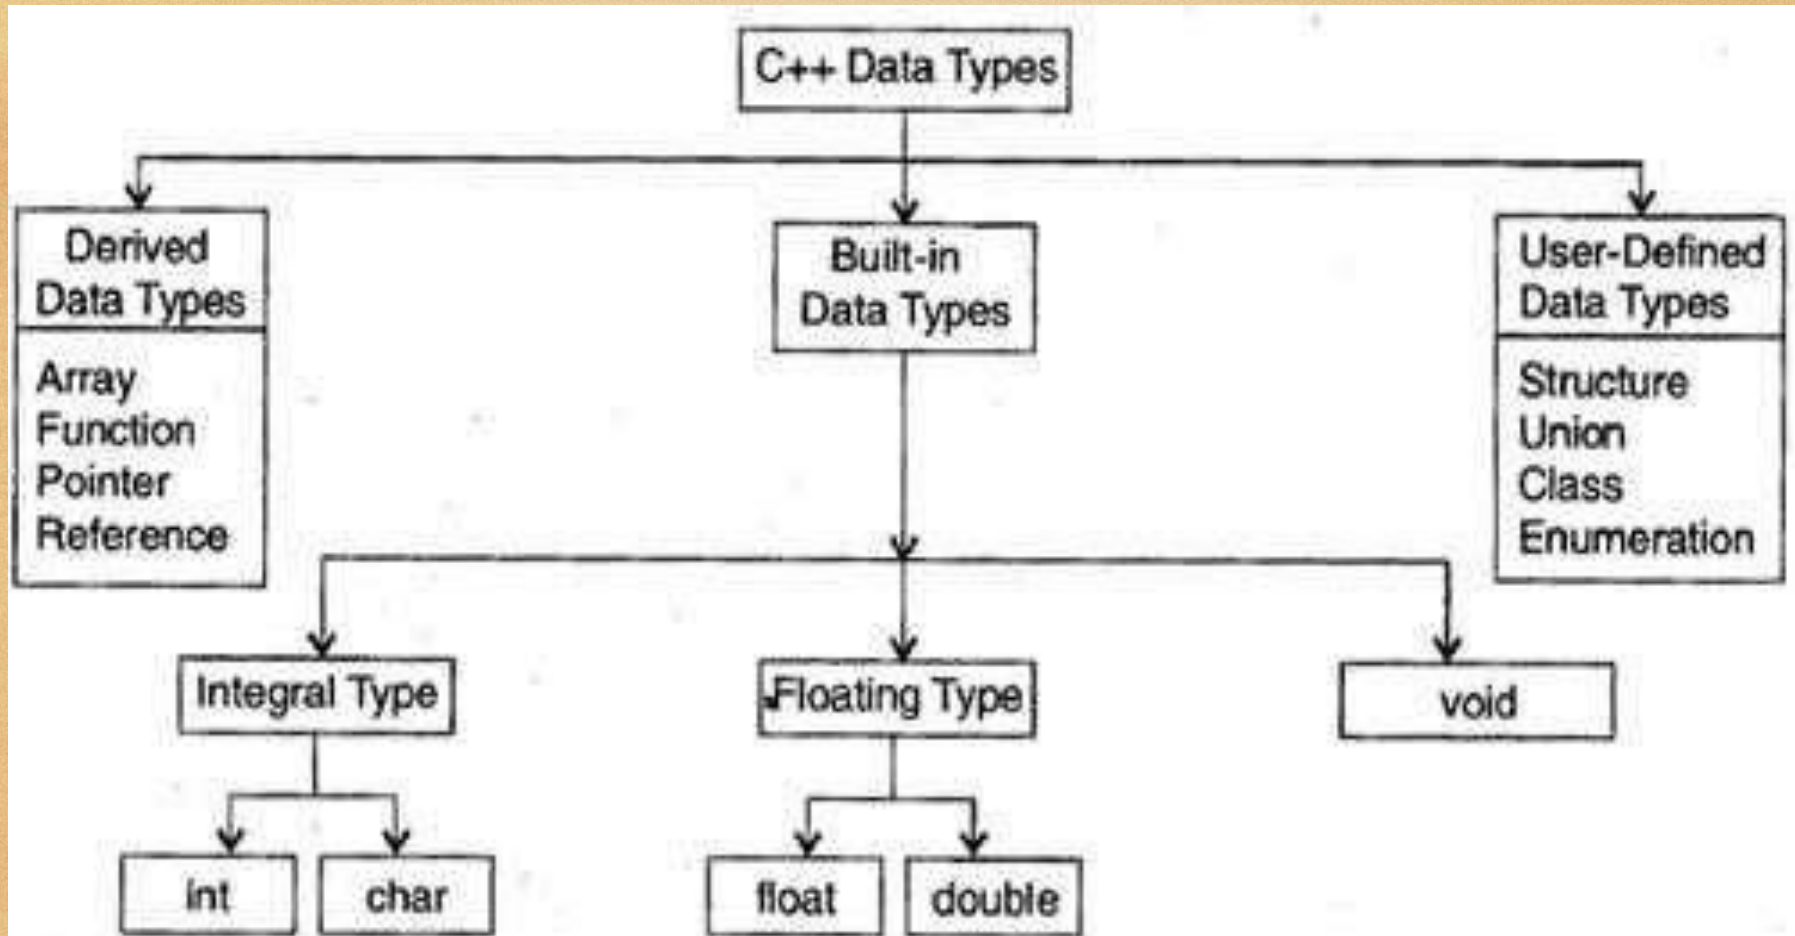 C++ Data Types
Derived
Data Types
Array
Function
Pointer
Reference
Built-in
Data Types
User-Defined
Data Types
Structure
Union
Class
Enumeration
Integral Type
Floating Type
void
int
char
float
double